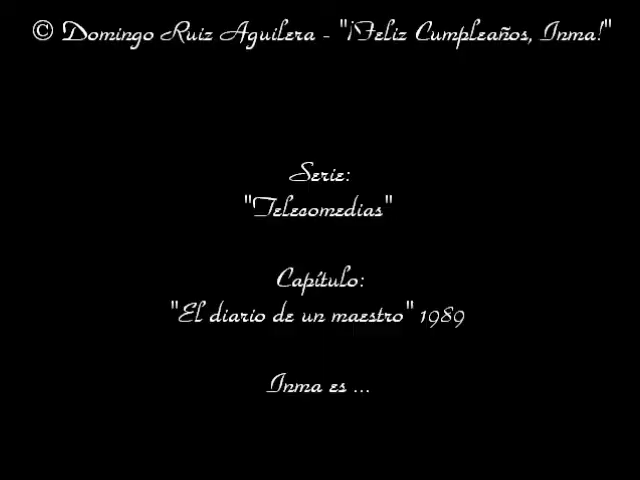 © Domingo Ruiz Aguilera - "¡Feliz Cumpleaños, Inma!"
Serie:
"Telecomedias"
Capítulo:
"El diario de un maestro" 1989
Inma es ...